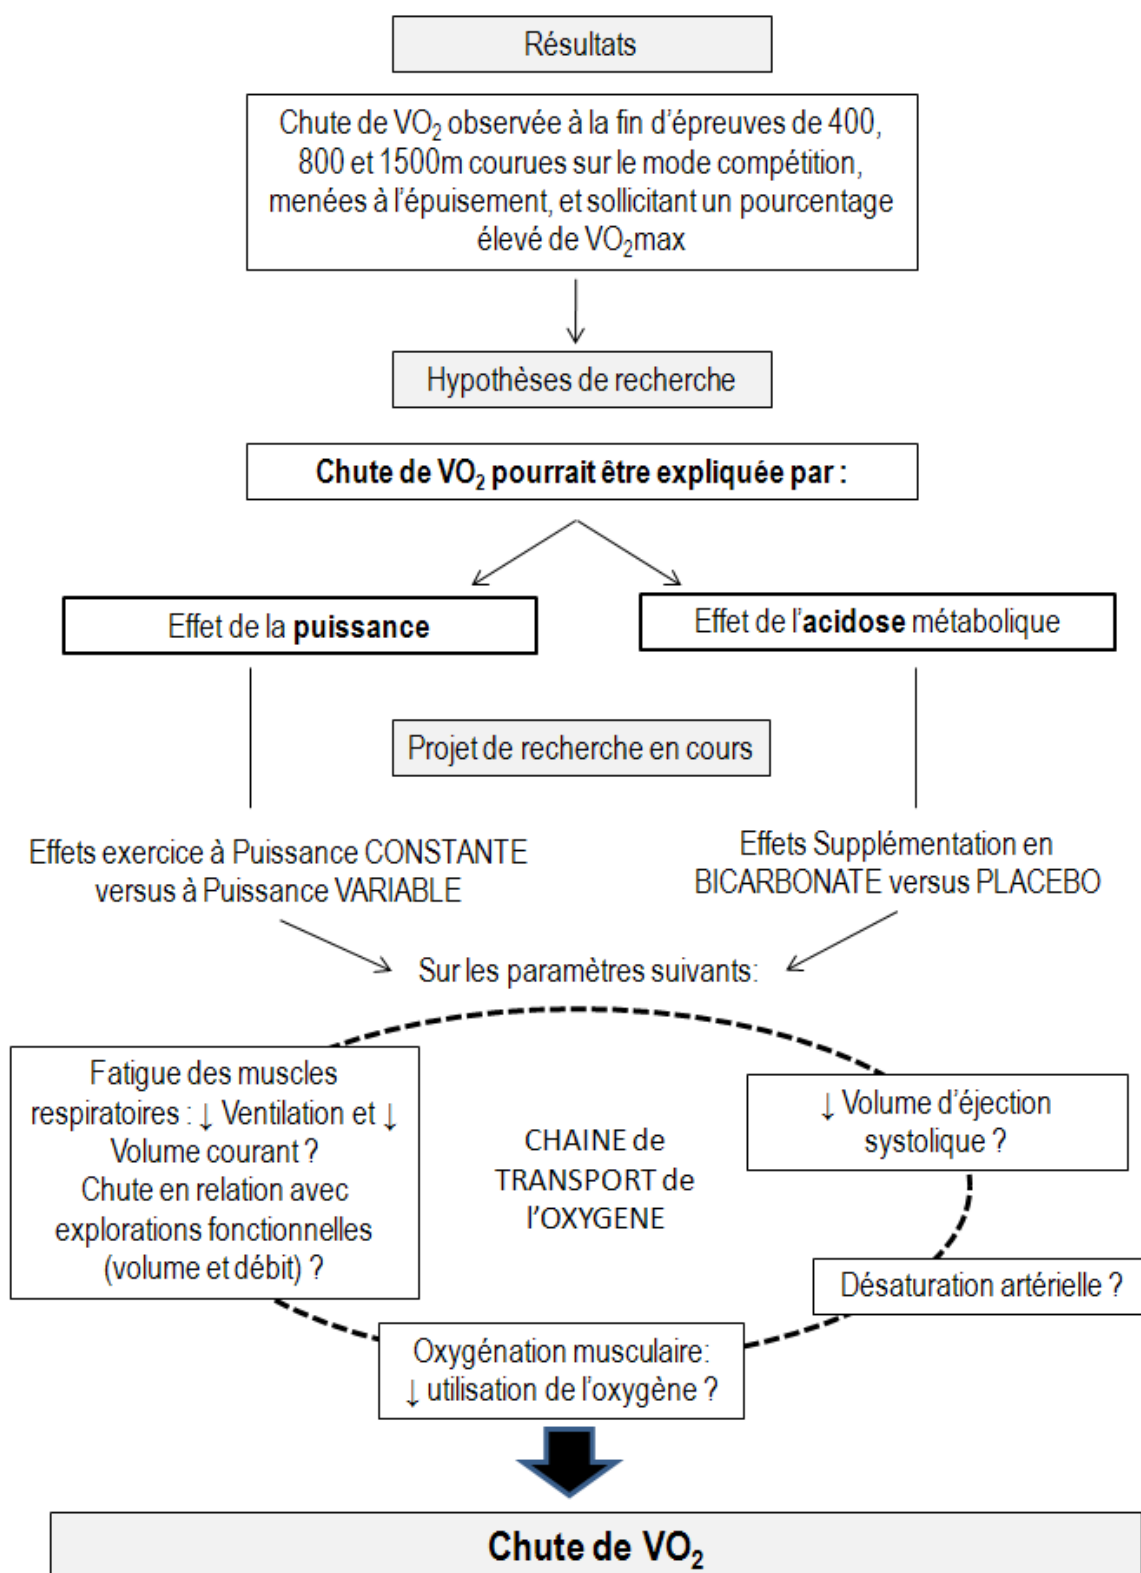 Résultats
Chute de VO₂ observée à la fin d'épreuves de 400,
800 et 1500m courues sur le mode compétition,
menées à l'épuisement, et sollicitant un pourcentage
élevé de VO₂max
Hypothèses de recherche
Chute de VO₂ pourrait être expliquée par :
Effet de la puissance
Effet de l'acidose métabolique
Projet de recherche en cours
Effets exercice à Puissance CONSTANTE
versus à Puissance VARIABLE
Effets Supplémentation en
BICARBONATE versus PLACEBO
Sur les paramètres suivants:
Fatigue des muscles
respiratoires : ↓ Ventilation et ↓
Volume courant ?
Chute en relation avec
explorations fonctionnelles
(volume et débit) ?
CHAINE de
TRANSPORT de
l'OXYGENE
↓ Volume d'éjection
systolique ?
Désaturation artérielle ?
Oxygénation musculaire:
↓ utilisation de l'oxygène ?
Chute de VO₂